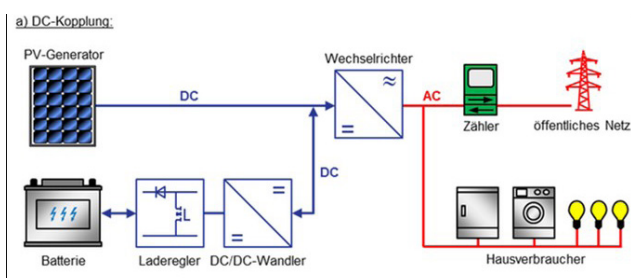 a) DC-Kopplung:
PV-Generator
Wechselrichter
DC
AC
Zähler
öffentliches Netz
DC
Batterie
Laderegler
DC/DC-Wandler
Hausverbraucher